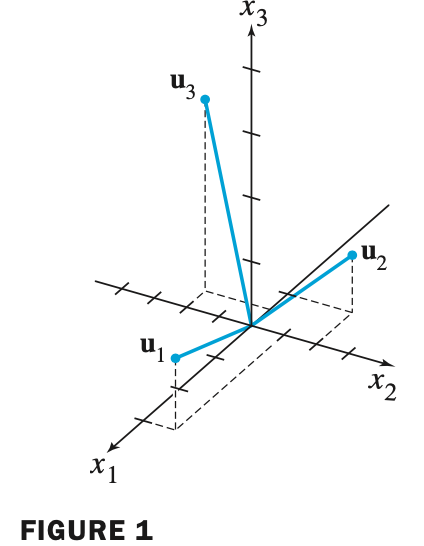 x₃
u₃
u₂
u₁
x₂
x₁
FIGURE 1